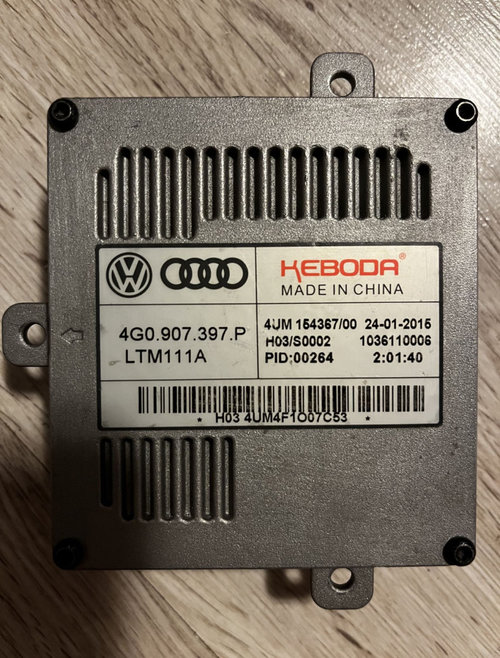 KEBODA®
MADE IN CHINA
4G0.907.397.P
LTM111A
4UM 154367/00 24-01-2015
H03/S0002 1036110006
PID:00264 2:01:40
* H03 4UM4F1O07C53 *